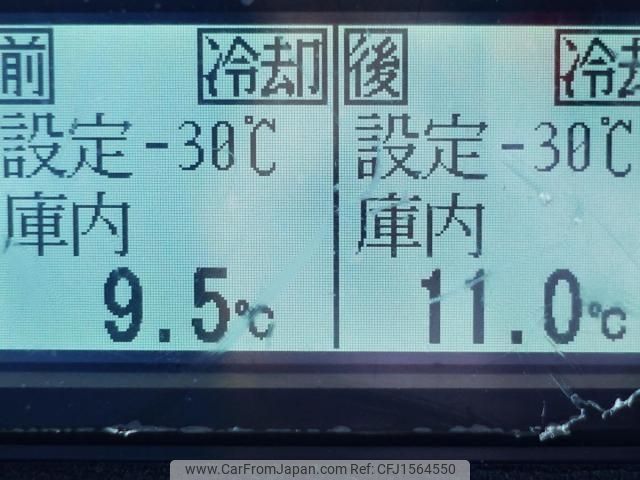 前 冷却
設定-30℃
庫内
9.5℃
後 冷却
設定-30℃
庫内
11.0℃
www.CarFromJapan.com Ref: CFJ1564550